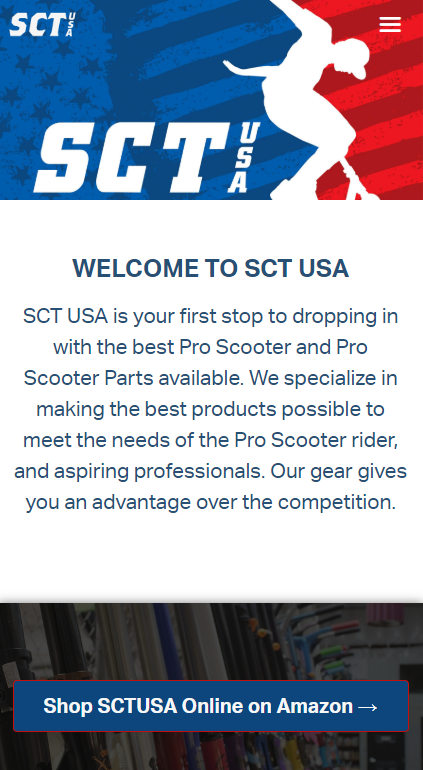 SCT USA
SCT USA
WELCOME TO SCT USA
SCT USA is your first stop to dropping in
with the best Pro Scooter and Pro
Scooter Parts available. We specialize in
making the best products possible to
meet the needs of the Pro Scooter rider,
and aspiring professionals. Our gear gives
you an advantage over the competition.
Shop SCTUSA Online on Amazon →